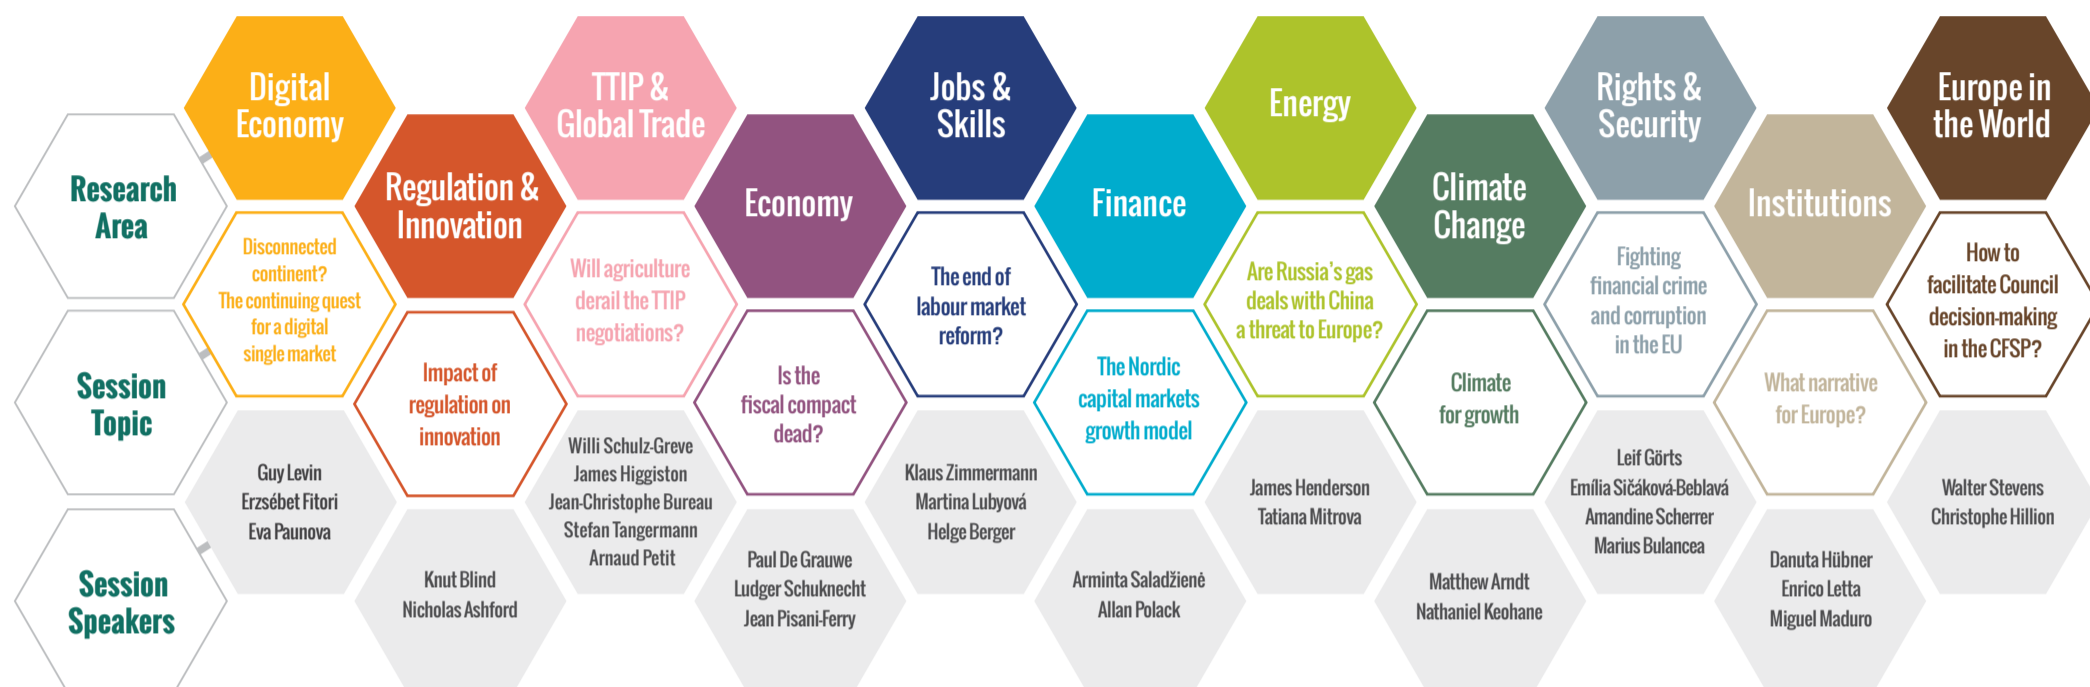 Research
Area
Session
Topic
Session
Speakers
Digital
Economy
Disconnected
continent?
The continuing quest
for a digital
single market
Guy Levin
Erzsébet Fitori
Eva Paunova
Regulation &
Innovation
Impact of
regulation on
innovation
Knut Blind
Nicholas Ashford
TTIP &
Global Trade
Will agriculture
derail the TTIP
negotiations?
Willi Schulz-Greve
James Higgiston
Jean-Christophe Bureau
Stefan Tangermann
Arnaud Petit
Economy
Is the
fiscal compact
dead?
Paul De Grauwe
Ludger Schuknecht
Jean Pisani-Ferry
Jobs &
Skills
The end of
labour market
reform?
Klaus Zimmermann
Martina Lubyová
Helge Berger
Finance
The Nordic
capital markets
growth model
Arminta Saladžienė
Allan Polack
Energy
Are Russia's gas
deals with China
a threat to Europe?
James Henderson
Tatiana Mitrova
Climate
Change
Climate
for growth
Matthew Arndt
Nathaniel Keohane
Rights &
Security
Fighting
financial crime
and corruption
in the EU
Leif Görts
Emília Sičáková-Beblavá
Amandine Scherrer
Marius Bulancea
Institutions
What narrative
for Europe?
Danuta Hübner
Enrico Letta
Miguel Maduro
Europe in
the World
How to
facilitate Council
decision-making
in the CFSP?
Walter Stevens
Christophe Hillion